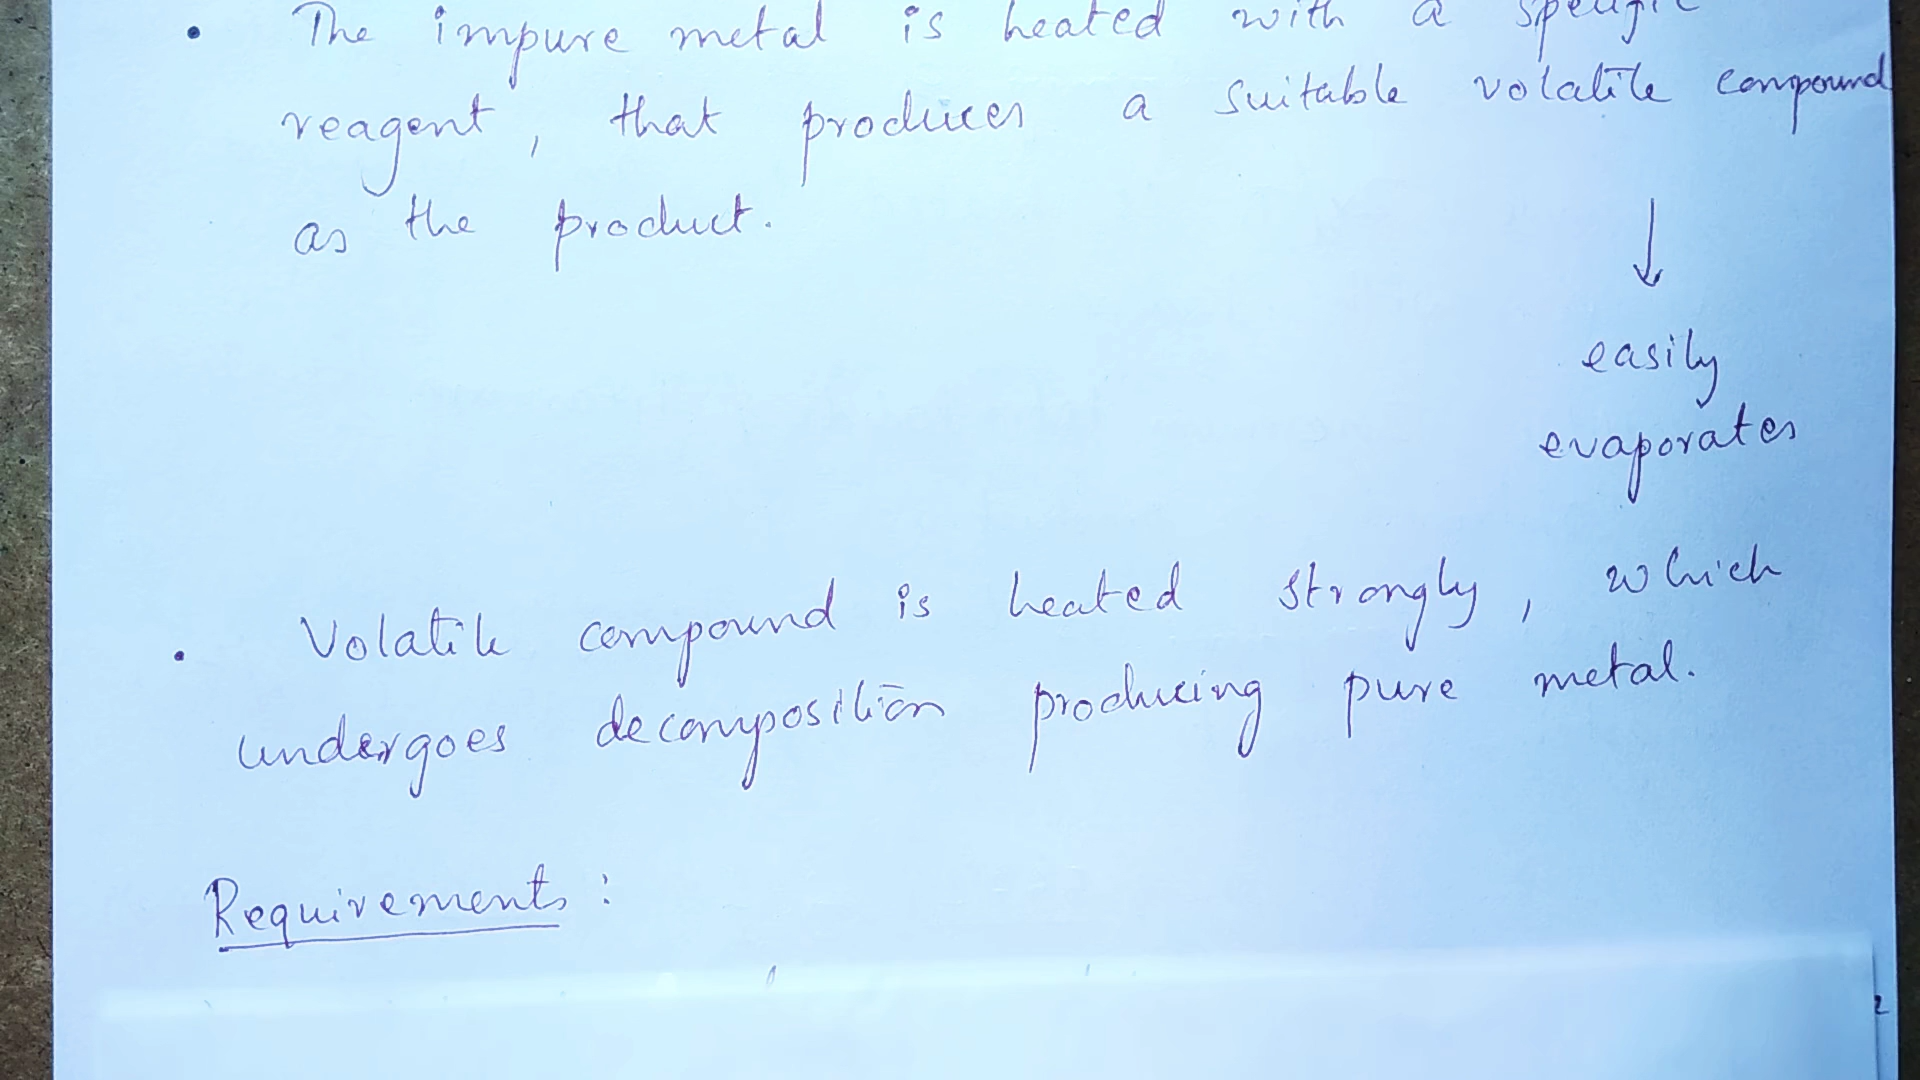 • The impure metal is heated with a specific
reagent, that produces a suitable volatile compound
as the product.
↓
easily
evaporates
• Volatile compound is heated strongly, which
undergoes decomposition producing pure metal.
Requirements: